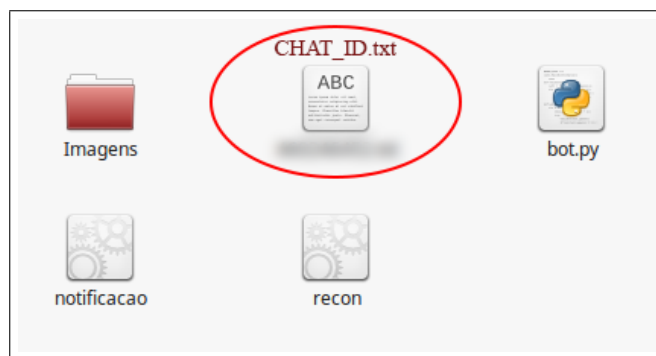 CHAT_ID.txt
ABC
Imagens
bot.py
notificacao
recon